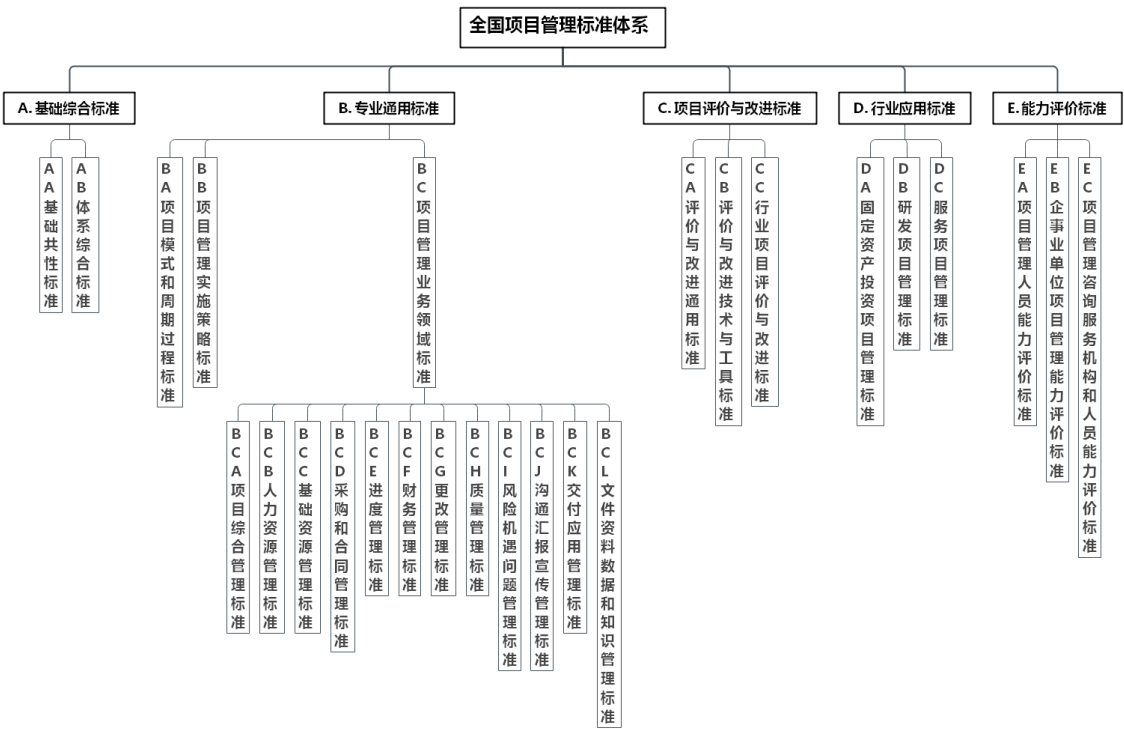 全国项目管理标准体系
A.基础综合标准
B.专业通用标准
C.项目评价与改进标准
D.行业应用标准
E.能力评价标准
AA基础共性标准
AB体系综合标准
BA项目模式和周期过程标准
BB项目管理实施策略标准
BC项目管理业务领域标准
CA评价与改进通用标准
CB评价与改进技术与工具标准
CC行业项目评价与改进标准
DA固定资产投资项目管理标准
DB研发项目管理标准
DC服务项目管理标准
EA项目管理人员能力评价标准
EB企事业单位项目管理能力评价标准
EC项目管理咨询服务机构和人员能力评价标准
BCA项目综合管理标准
BCB人力资源管理标准
BCC基础资源管理标准
BCD采购和合同管理标准
BCE进度管理标准
BCF财务管理标准
BCG更改管理标准
BCH质量管理标准
BCI风险机遇问题管理标准
BCJ沟通汇报宣传管理标准
BCK交付应用管理标准
BCL文件资料数据和知识管理标准